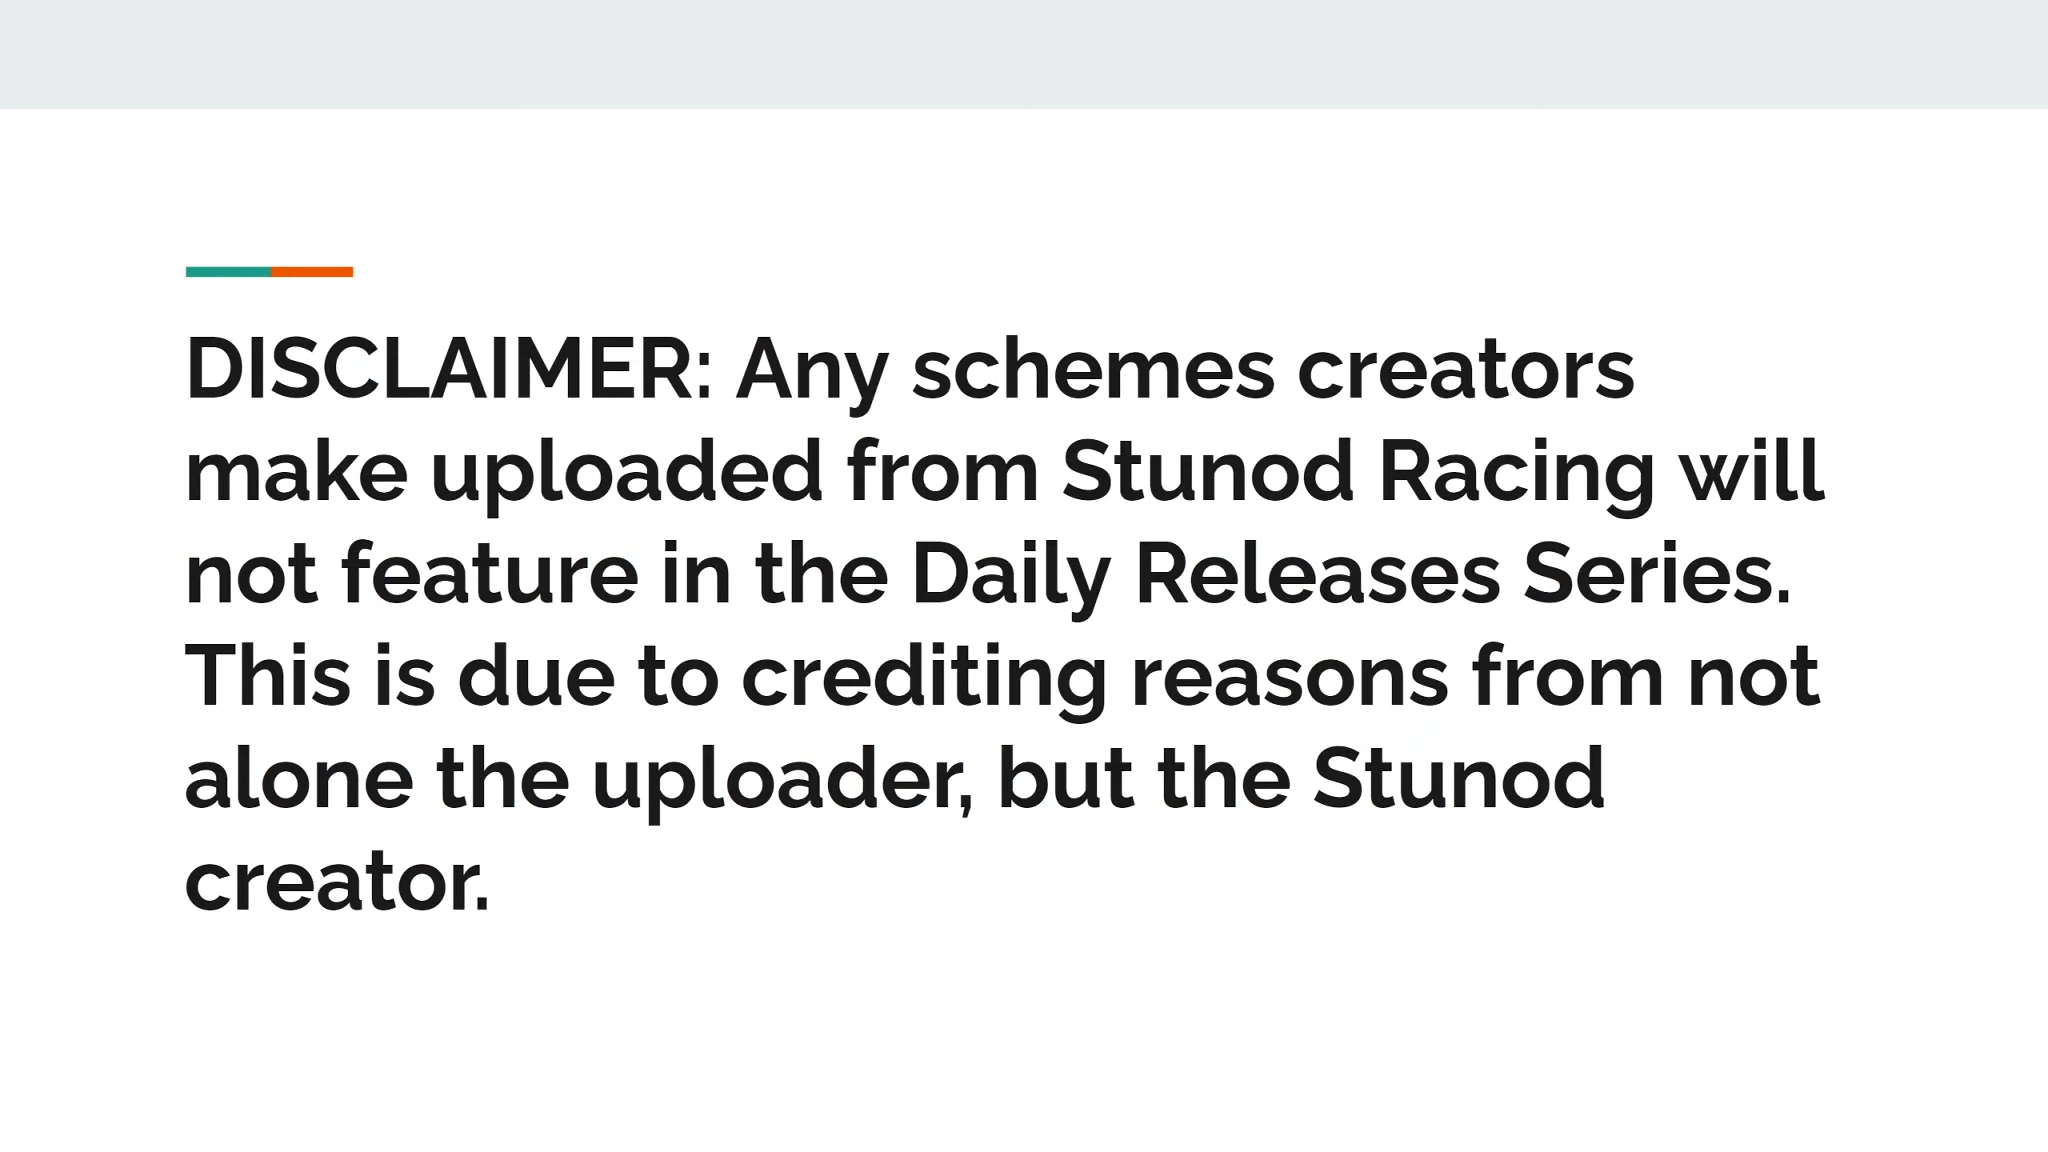 DISCLAIMER: Any schemes creators
make uploaded from Stunod Racing will
not feature in the Daily Releases Series.
This is due to crediting reasons from not
alone the uploader, but the Stunod
creator.